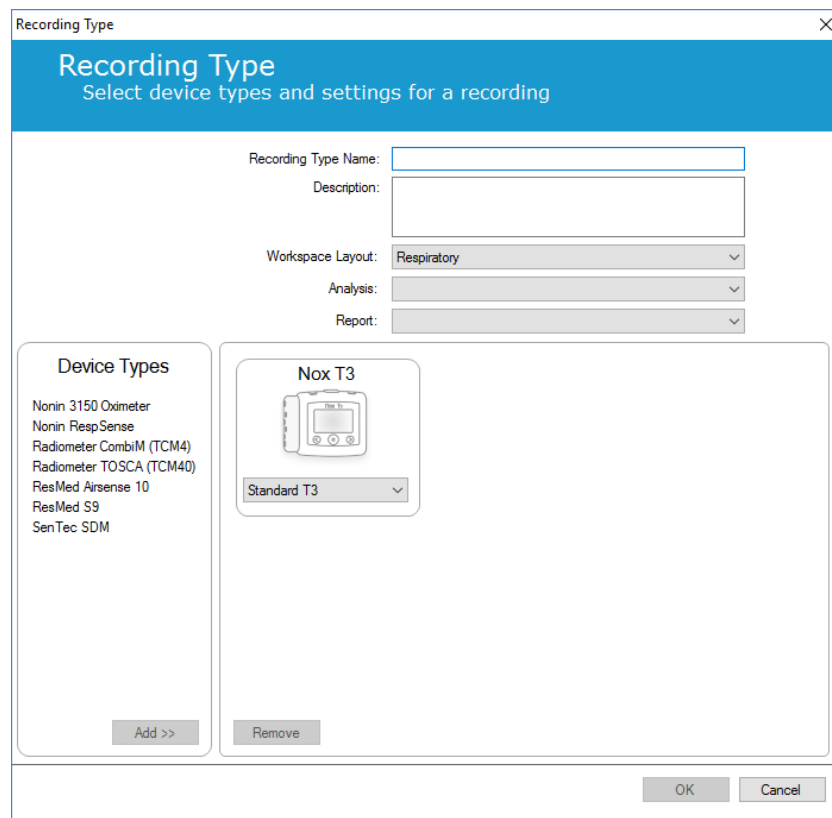 Recording Type
Recording Type
Select device types and settings for a recording
Recording Type Name:
Description:
Workspace Layout: Respiratory
Analysis:
Report:
Device Types
Nonin 3150 Oximeter
Nonin RespSense
Radiometer CombiM (TCM4)
Radiometer TOSCA (TCM40)
ResMed Airsense 10
ResMed S9
SenTec SDM
Add >>
Nox T3
Nox T3
Standard T3
Remove
OK Cancel